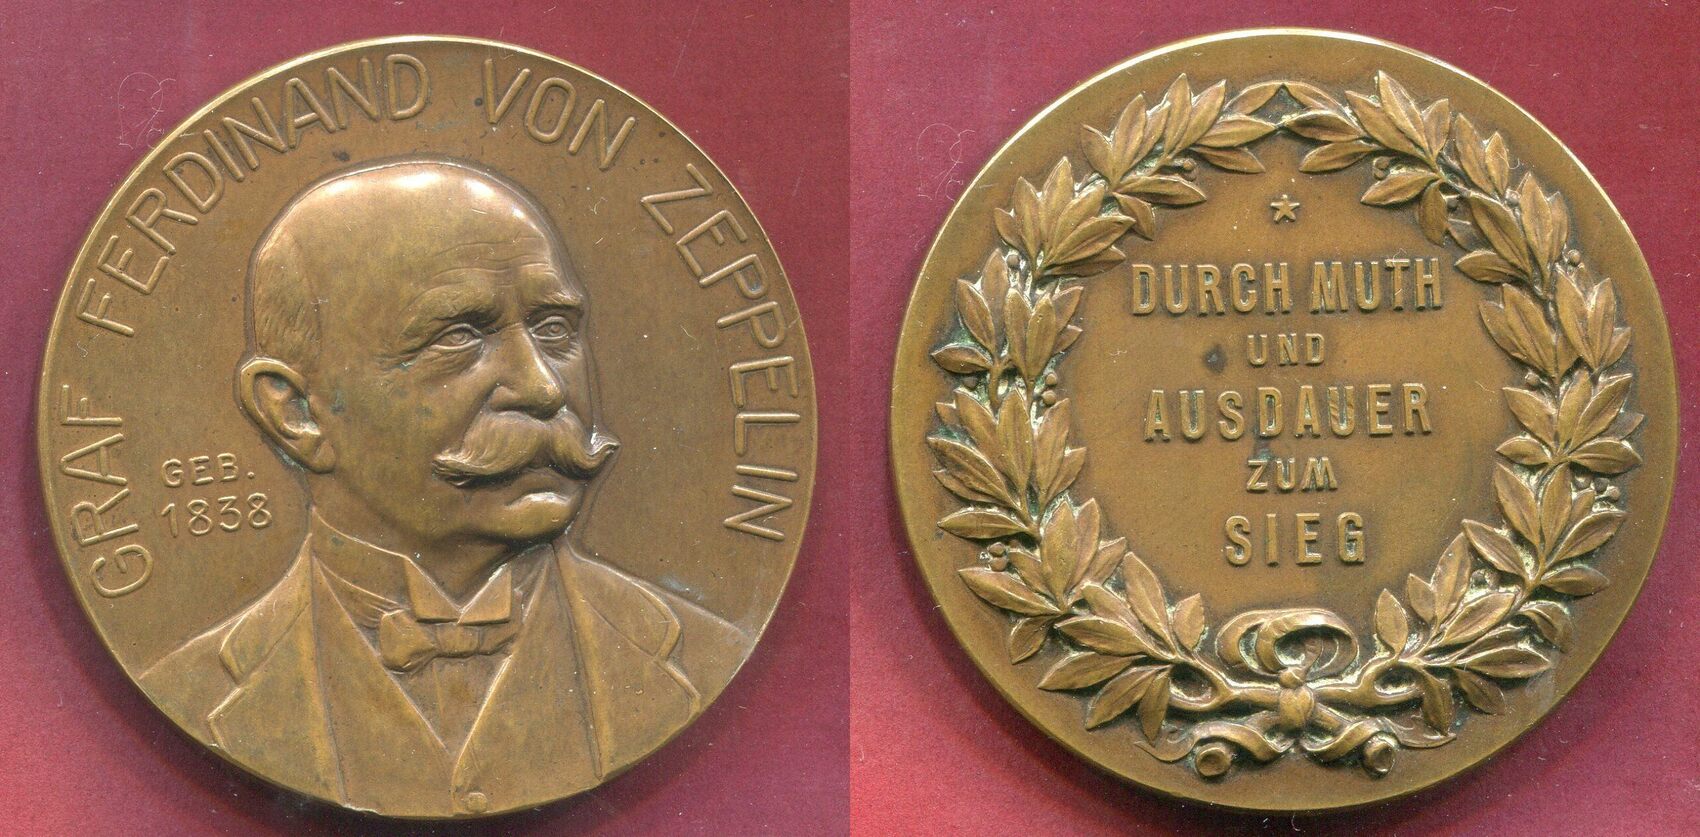 GRAF FERDINAND VON ZEPPELIN
GEB.
1838
DURCH MUTH
UND
AUSDAUER
ZUM
SIEG